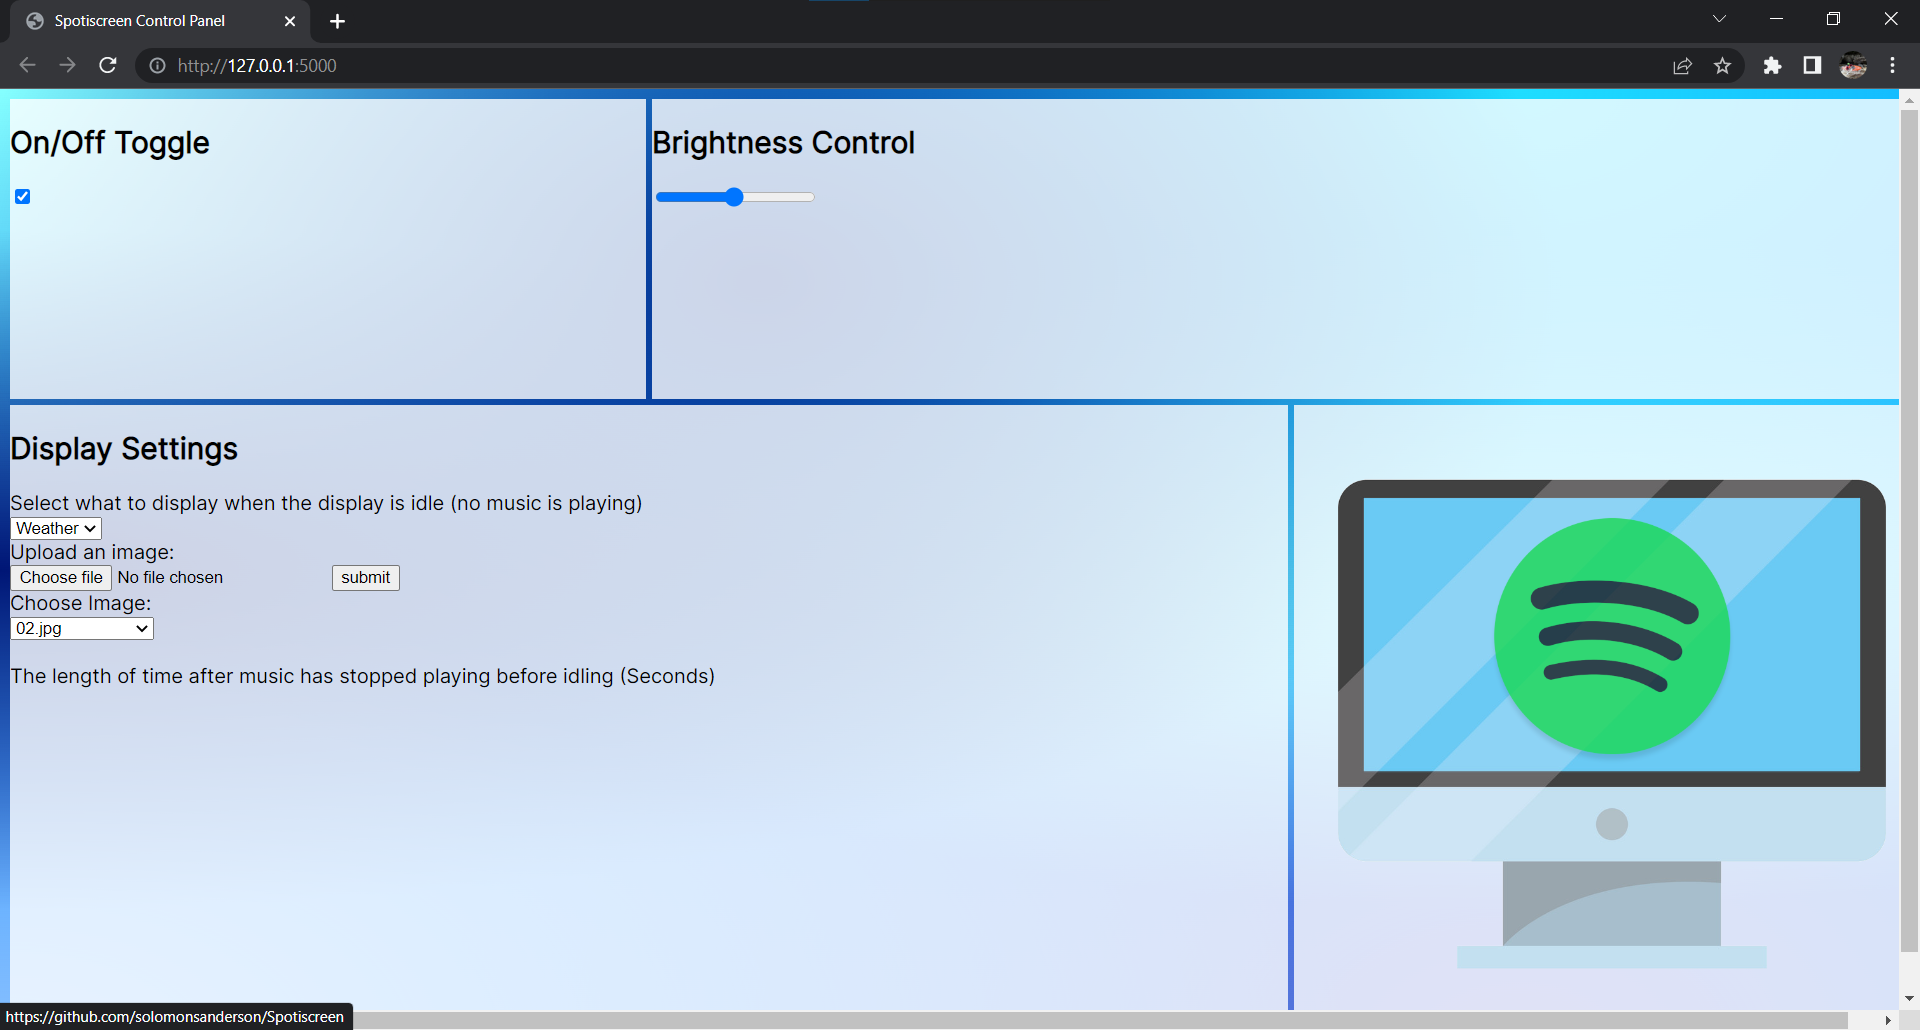 Spotiscreen Control Panel
http://127.0.0.1:5000
On/Off Toggle
Brightness Control
Display Settings
Select what to display when the display is idle (no music is playing)
Weather
Upload an image:
Choose file No file chosen submit
Choose Image:
02.jpg
The length of time after music has stopped playing before idling (Seconds)
https://github.com/solomonsanderson/Spotiscreen